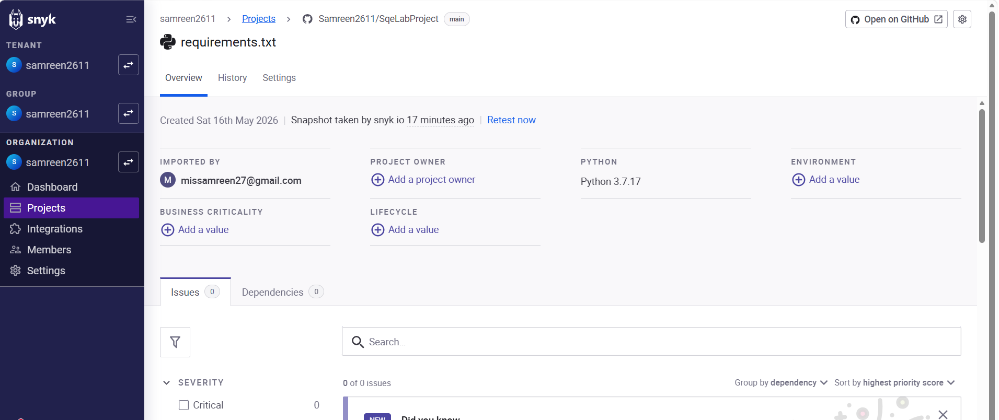 snyk
TENANT
S samreen2611
GROUP
S samreen2611
ORGANIZATION
S samreen2611
Dashboard
Projects
Integrations
Members
Settings
samreen2611 > Projects > Samreen2611/SqeLabProject main
Open on GitHub
requirements.txt
Overview History Settings
Created Sat 16th May 2026 | Snapshot taken by snyk.io 17 minutes ago | Retest now
IMPORTED BY
M missamreen27@gmail.com
PROJECT OWNER
Add a project owner
PYTHON
Python 3.7.17
ENVIRONMENT
Add a value
BUSINESS CRITICALITY
Add a value
LIFECYCLE
Add a value
Issues 0 Dependencies 0
Search...
SEVERITY
Critical 0
0 of 0 issues
Group by dependency Sort by highest priority score
NEW Did you know